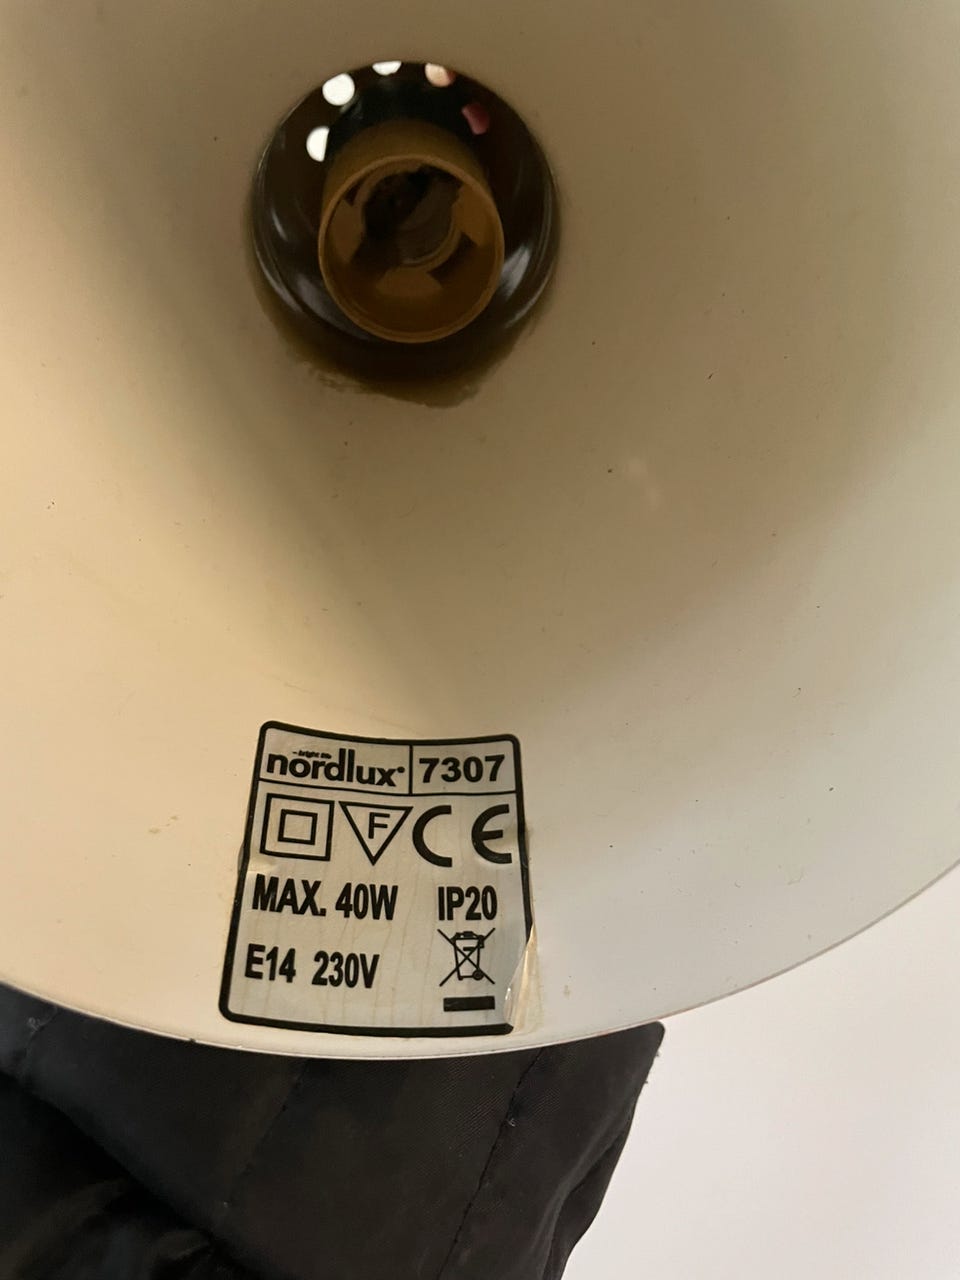 nordlux 7307
F CE
MAX. 40W IP20
E14 230V